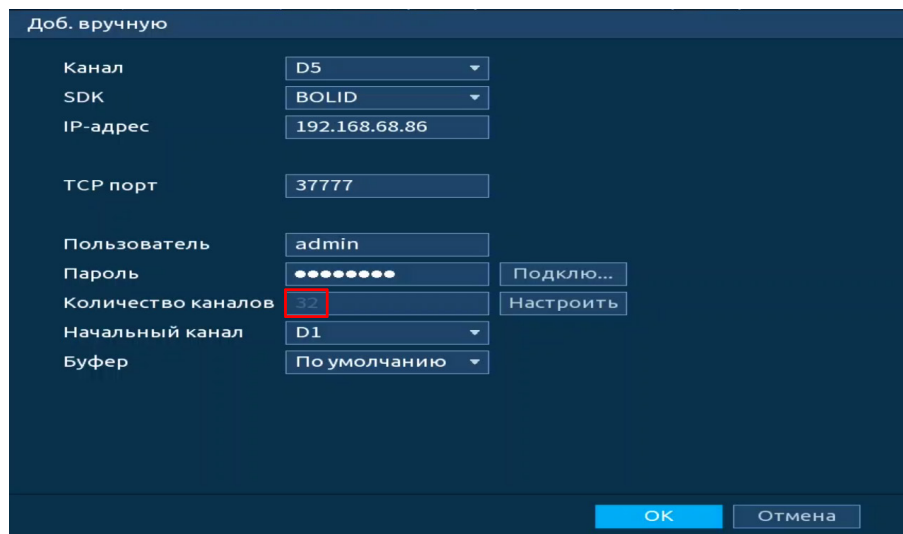 Доб. вручную
Канал D5
SDK BOLID
IP-адрес 192.168.68.86
TCP порт 37777
Пользователь admin
Пароль ●●●●●●●● Подклю...
Количество каналов 32 Настроить
Начальный канал D1
Буфер По умолчанию
OK Отмена